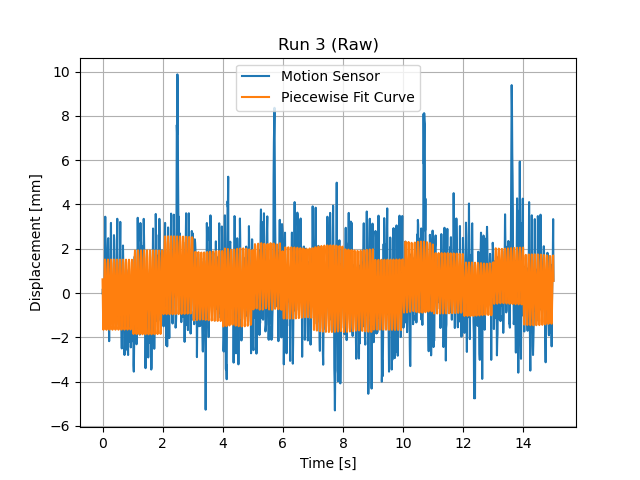 Run 3 (Raw)
Motion Sensor
Piecewise Fit Curve
Displacement [mm]
10
8
6
4
2
0
−2
−4
−6
0 2 4 6 8 10 12 14
Time [s]